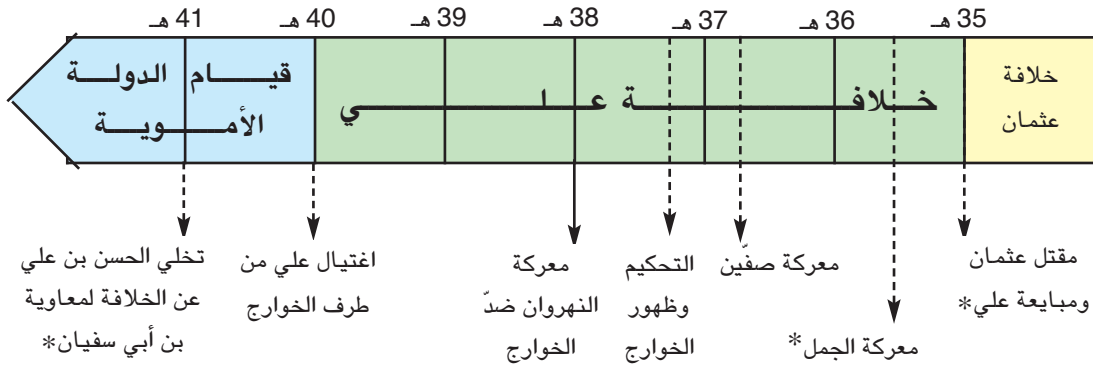 35 هـ
36 هـ
37 هـ
38 هـ
39 هـ
40 هـ
41 هـ
خلافة
عثمان
خلافة علي
قيام الدولة
الأموية
مقتل عثمان
ومبايعة علي*
معركة الجمل*
معركة صفّين
التحكيم
وظهور
الخوارج
معركة
النهروان ضدّ
الخوارج
اغتيال علي من
طرف الخوارج
تخلي الحسن بن علي
عن الخلافة لمعاوية
بن أبي سفيان*